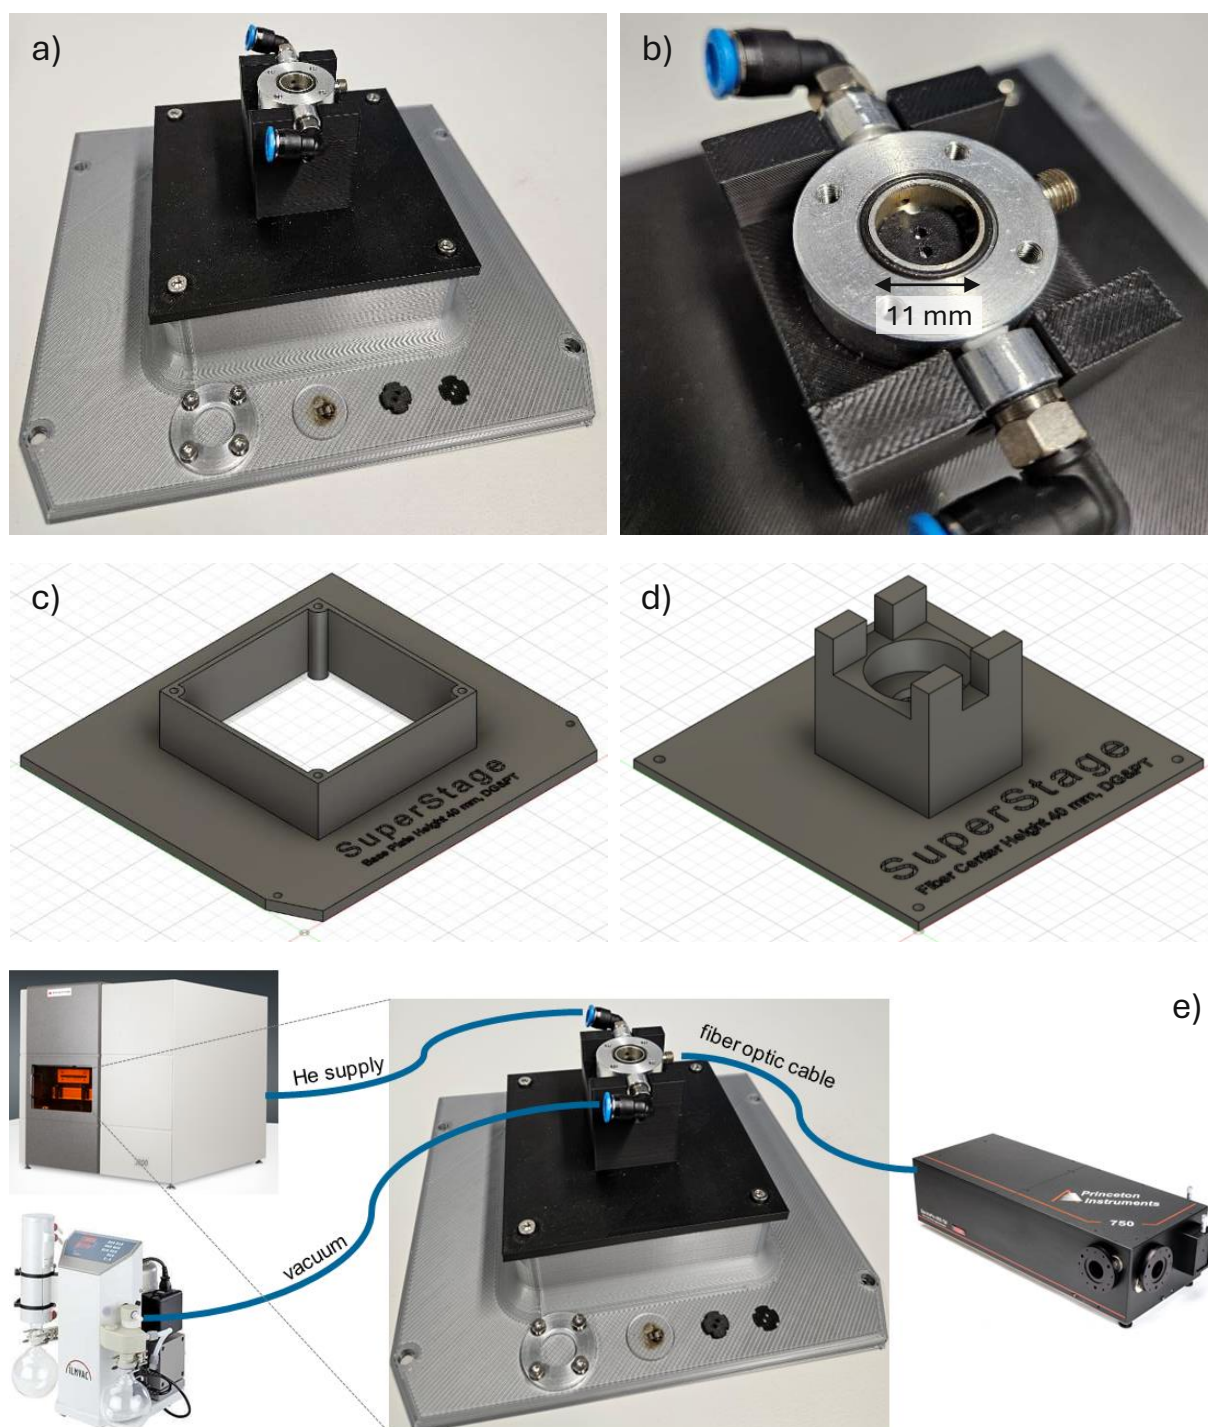 a)
b)
11 mm
c)
SuperStage
Base Plate Height 40 mm, DG&PT
d)
SuperStage
Fiber Center Height 40 mm, DG&PT
e)
He supply
fiber optic cable
vacuum
Princeton
Instruments
750
ILMVAC